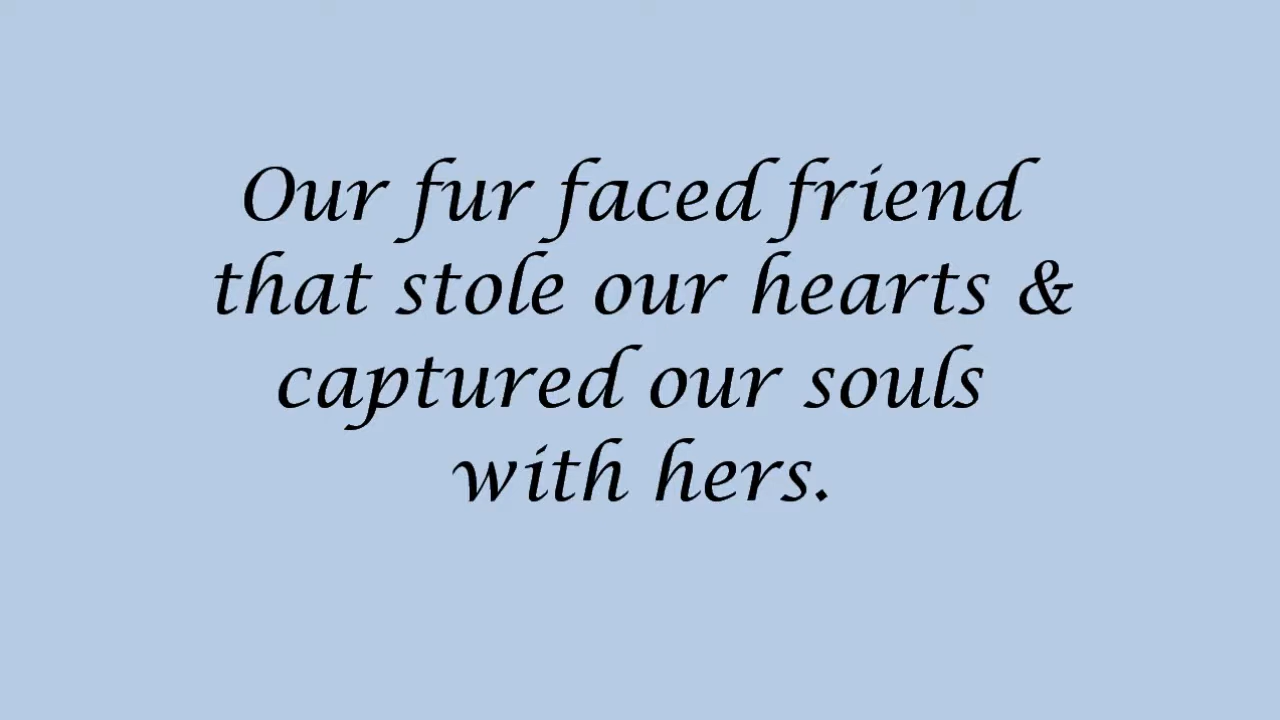 Our fur faced friend
that stole our hearts &
captured our souls
with hers.